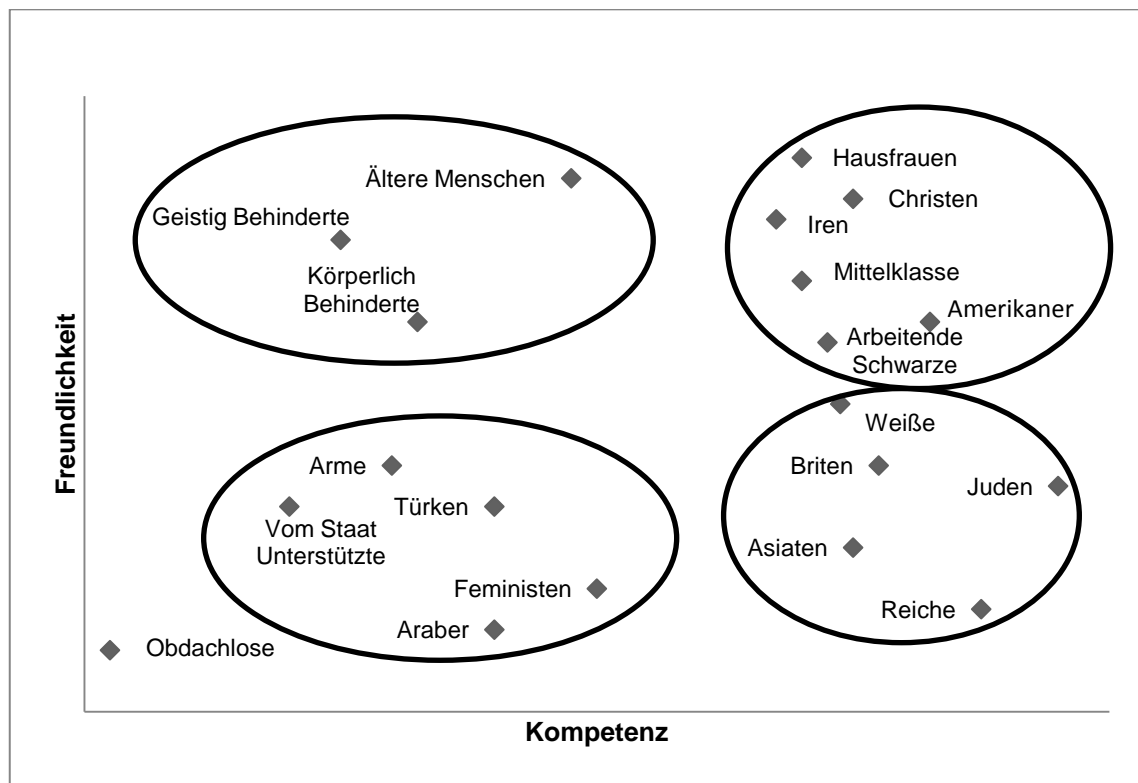 Hausfrauen
Ältere Menschen
Christen
Geistig Behinderte
Iren
Körperlich
Behinderte
Mittelklasse
Amerikaner
Arbeitende
Schwarze
Freundlichkeit
Weiße
Arme
Briten
Juden
Türken
Vom Staat
Unterstützte
Asiaten
Feministen
Reiche
Araber
Obdachlose
Kompetenz